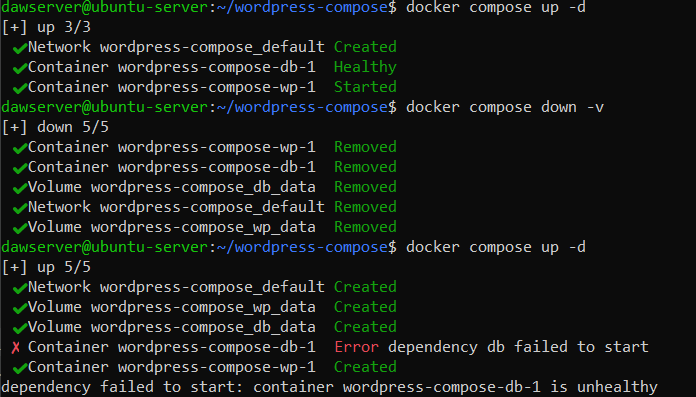 dawserver@ubuntu-server:~/wordpress-compose$ docker compose up -d
[+] up 3/3
✔Network wordpress-compose_default Created
✔Container wordpress-compose-db-1 Healthy
✔Container wordpress-compose-wp-1 Started
dawserver@ubuntu-server:~/wordpress-compose$ docker compose down -v
[+] down 5/5
✔Container wordpress-compose-wp-1 Removed
✔Container wordpress-compose-db-1 Removed
✔Volume wordpress-compose_db_data Removed
✔Network wordpress-compose_default Removed
✔Volume wordpress-compose_wp_data Removed
dawserver@ubuntu-server:~/wordpress-compose$ docker compose up -d
[+] up 5/5
✔Network wordpress-compose_default Created
✔Volume wordpress-compose_wp_data Created
✔Volume wordpress-compose_db_data Created
✘ Container wordpress-compose-db-1 Error dependency db failed to start
✔Container wordpress-compose-wp-1 Created
dependency failed to start: container wordpress-compose-db-1 is unhealthy